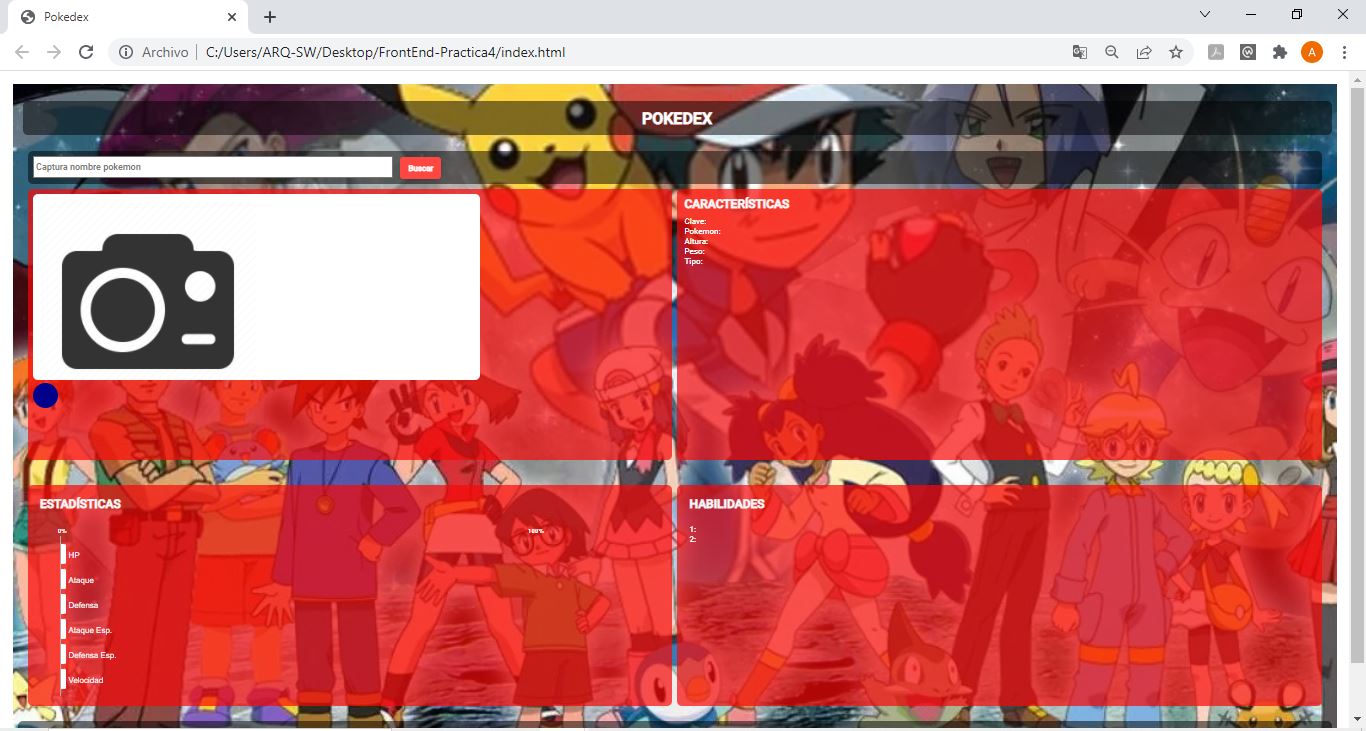 Pokedex
Archivo C:/Users/ARQ-SW/Desktop/FrontEnd-Practica4/index.html
A
POKEDEX
Captura nombre pokemon
Buscar
CARACTERÍSTICAS
Clave:
Pokemon:
Altura:
Peso:
Tipo:
ESTADÍSTICAS
0% 100%
HP
Ataque
Defensa
Ataque Esp.
Defensa Esp.
Velocidad
HABILIDADES
1:
2: